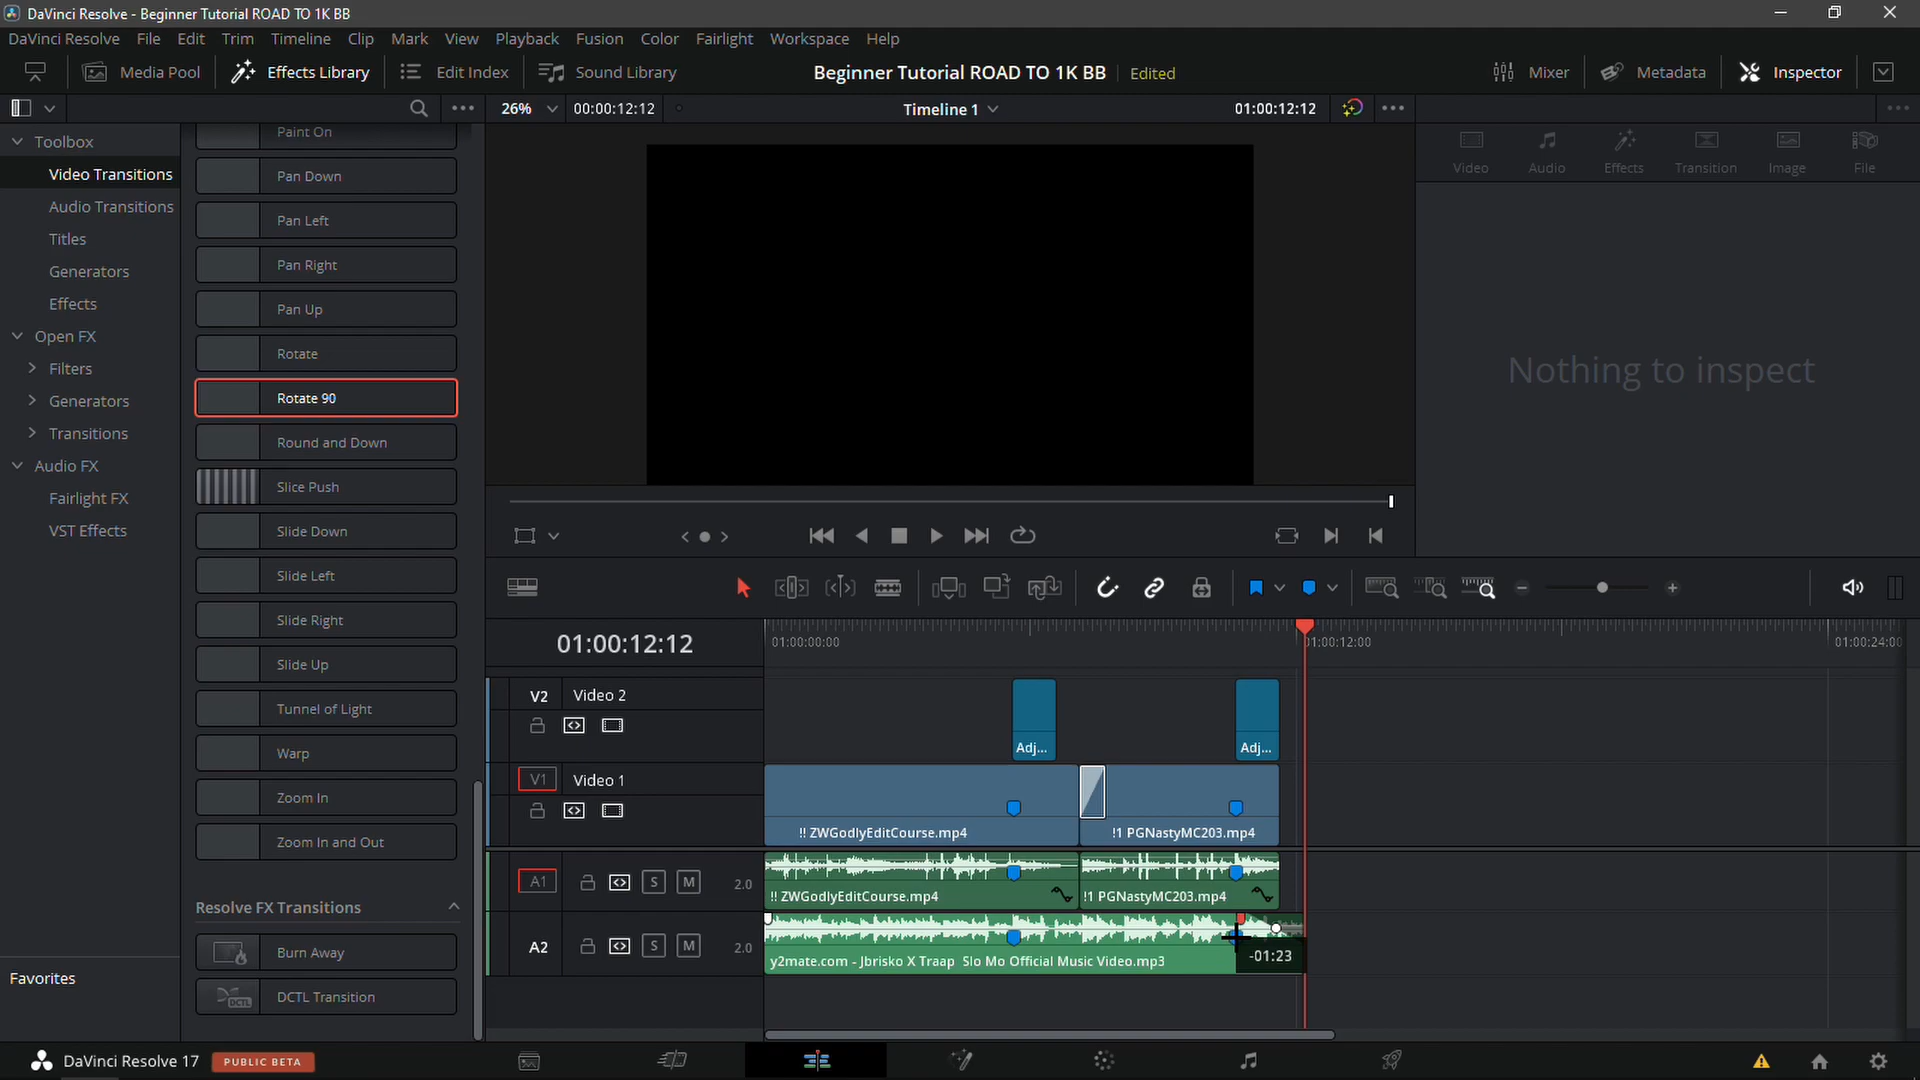 DaVinci Resolve - Beginner Tutorial ROAD TO 1K BB
DaVinci Resolve File Edit Trim Timeline Clip Mark View Playback Fusion Color Fairlight Workspace Help
Media Pool Effects Library Edit Index Sound Library Beginner Tutorial ROAD TO 1K BB Edited Mixer Metadata Inspector
26% 00:00:12:12 Timeline 1 01:00:12:12
Toolbox
Video Transitions
Audio Transitions
Titles
Generators
Effects
Open FX
Filters
Generators
Transitions
Audio FX
Fairlight FX
VST Effects
Favorites
Paint On
Pan Down
Pan Left
Pan Right
Pan Up
Rotate
Rotate 90
Round and Down
Slice Push
Slide Down
Slide Left
Slide Right
Slide Up
Tunnel of Light
Warp
Zoom In
Zoom In and Out
Resolve FX Transitions
Burn Away
DCTL Transition
DCTL
Video Audio Effects Transition Image File
Nothing to inspect
01:00:12:12
01:00:00:00 01:00:12:00 01:00:24:00
V2 Video 2
Adj... Adj...
V1 Video 1
!! ZWGodlyEditCourse.mp4 !1 PGNastyMC203.mp4
A1 S M 2.0
!! ZWGodlyEditCourse.mp4 !1 PGNastyMC203.mp4
A2 S M 2.0
-01:23
y2mate.com - Jbrisko X Traap Slo Mo Official Music Video.mp3
DaVinci Resolve 17 PUBLIC BETA